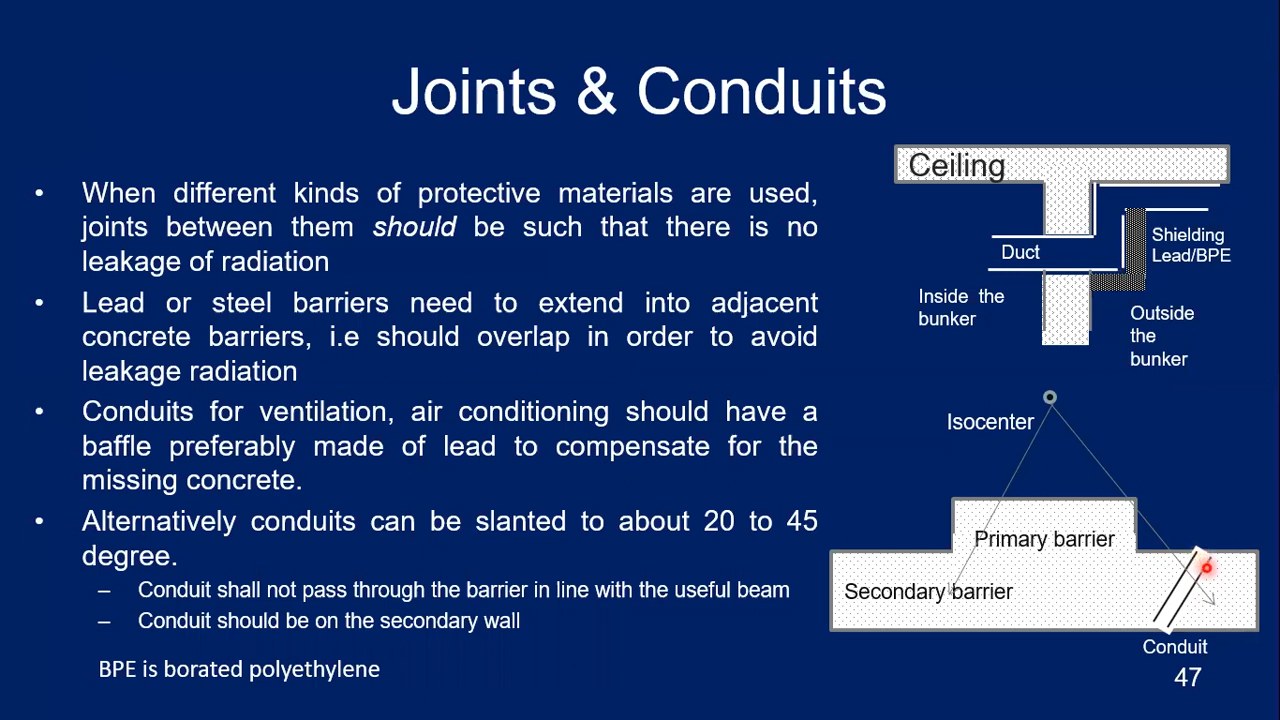 Joints & Conduits
• When different kinds of protective materials are used,
joints between them should be such that there is no
leakage of radiation
• Lead or steel barriers need to extend into adjacent
concrete barriers, i.e should overlap in order to avoid
leakage radiation
• Conduits for ventilation, air conditioning should have a
baffle preferably made of lead to compensate for the
missing concrete.
• Alternatively conduits can be slanted to about 20 to 45
degree.
– Conduit shall not pass through the barrier in line with the useful beam
– Conduit should be on the secondary wall
BPE is borated polyethylene
Ceiling
Duct
Shielding
Lead/BPE
Inside the
bunker
Outside
the
bunker
Isocenter
Primary barrier
Secondary barrier
Conduit
47